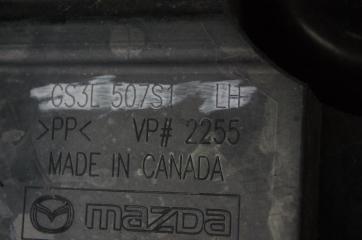 GS3L 507S1 LH
>PP< VP# 2255
MADE IN CANADA
mazda